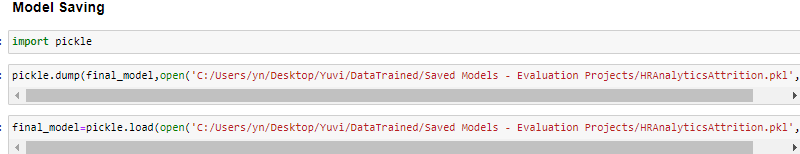 Model Saving
import pickle
pickle.dump(final_model,open('C:/Users/yn/Desktop/Yuvi/DataTrained/Saved Models - Evaluation Projects/HRAnalyticsAttrition.pkl',
final_model=pickle.load(open('C:/Users/yn/Desktop/Yuvi/DataTrained/Saved Models - Evaluation Projects/HRAnalyticsAttrition.pkl',